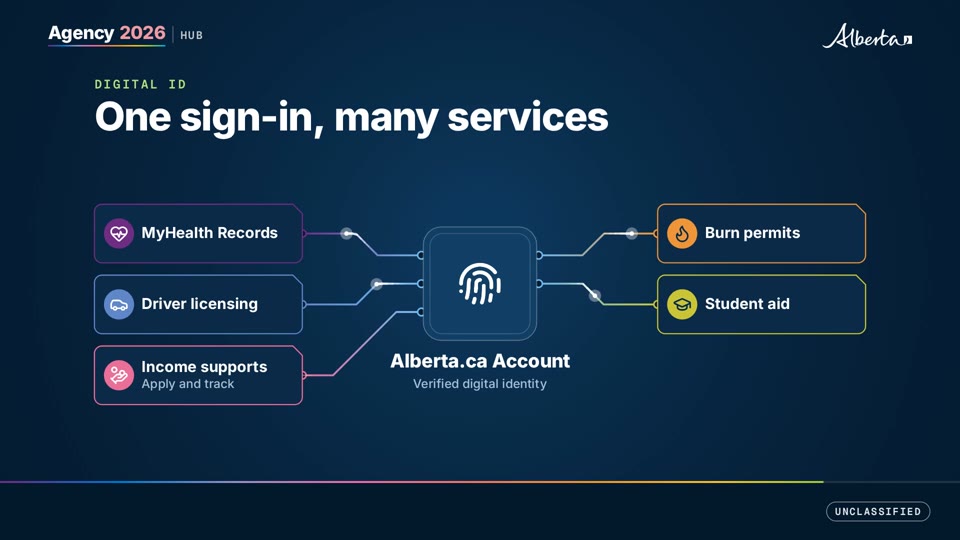 Agency 2026 | HUB
Alberta
DIGITAL ID
One sign-in, many services
MyHealth Records
Driver licensing
Income supports
Apply and track
Alberta.ca Account
Verified digital identity
Burn permits
Student aid
UNCLASSIFIED